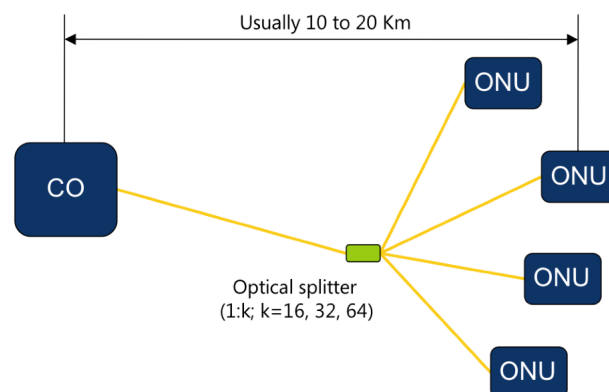 Usually 10 to 20 Km
ONU
CO
ONU
ONU
Optical splitter
(1:k; k=16, 32, 64)
ONU